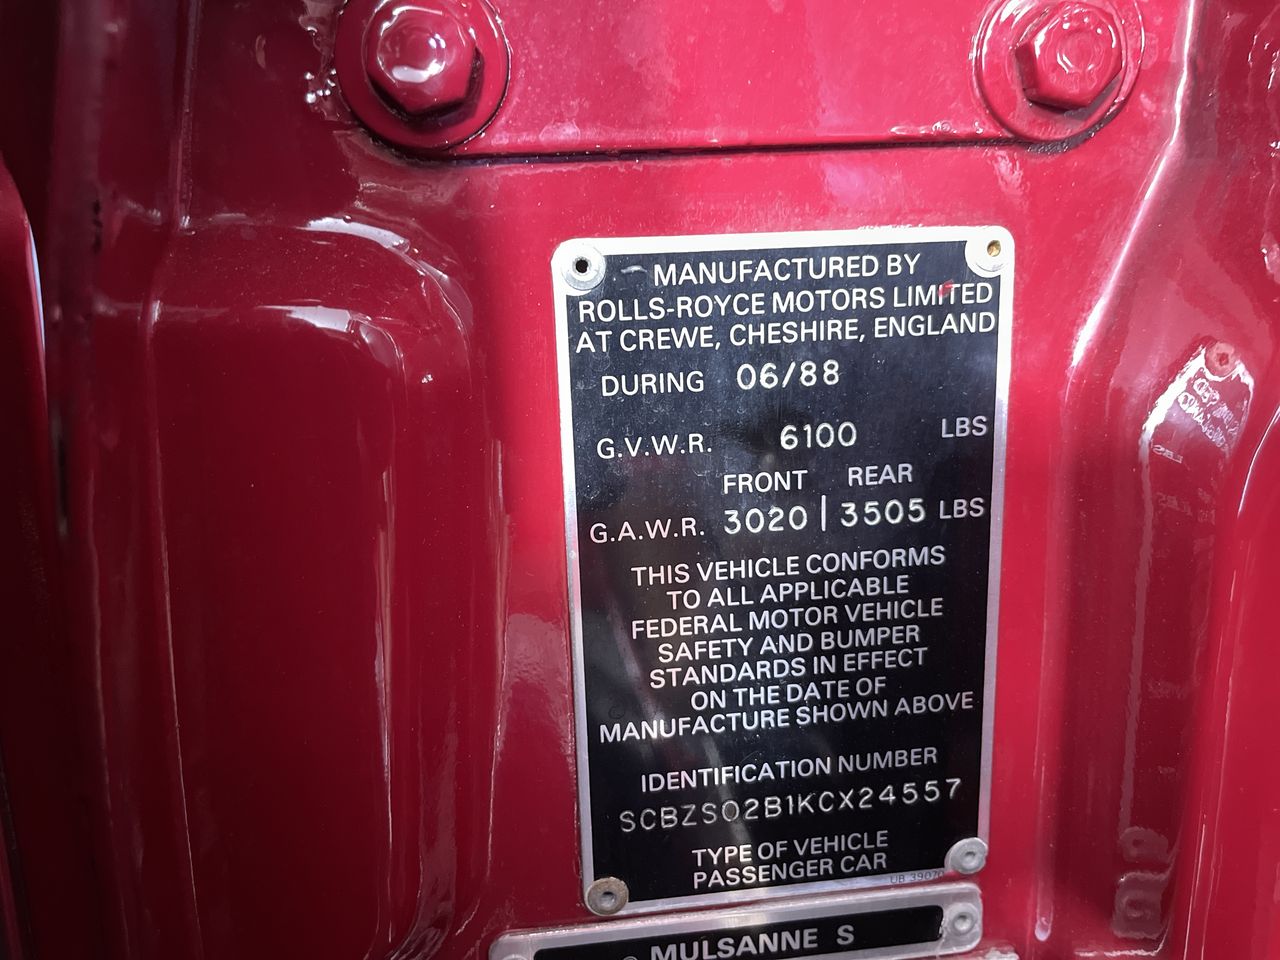 MANUFACTURED BY
ROLLS-ROYCE MOTORS LIMITED
AT CREWE, CHESHIRE, ENGLAND
DURING 06/88
G.V.W.R. 6100 LBS
FRONT REAR
G.A.W.R. 3020 | 3505 LBS
THIS VEHICLE CONFORMS
TO ALL APPLICABLE
FEDERAL MOTOR VEHICLE
SAFETY AND BUMPER
STANDARDS IN EFFECT
ON THE DATE OF
MANUFACTURE SHOWN ABOVE
IDENTIFICATION NUMBER
SCBZS02B1KCX24557
TYPE OF VEHICLE
PASSENGER CAR
UB 39070
MULSANNE S